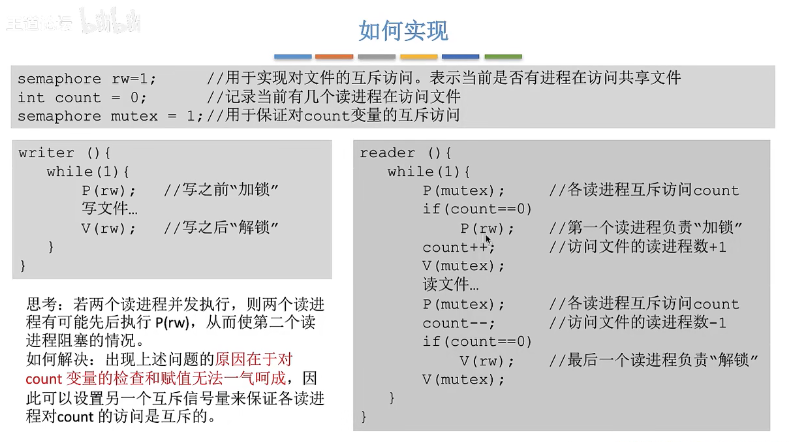 如何实现
semaphore rw=1; //用于实现对文件的互斥访问。表示当前是否有进程在访问共享文件
int count = 0; //记录当前有几个读进程在访问文件
semaphore mutex = 1;//用于保证对count变量的互斥访问
writer (){
while(1){
P(rw); //写之前“加锁”
写文件…
V(rw); //写之后“解锁”
}
}
思考：若两个读进程并发执行，则两个读进
程有可能先后执行 P(rw)，从而使第二个读
进程阻塞的情况。
如何解决：出现上述问题的原因在于对
count 变量的检查和赋值无法一气呵成，因
此可以设置另一个互斥信号量来保证各读进
程对count 的访问是互斥的。
reader (){
while(1){
P(mutex); //各读进程互斥访问count
if(count==0)
P(rw); //第一个读进程负责“加锁”
count++; //访问文件的读进程数+1
V(mutex);
读文件…
P(mutex); //各读进程互斥访问count
count--; //访问文件的读进程数-1
if(count==0)
V(rw); //最后一个读进程负责“解锁”
V(mutex);
}
}